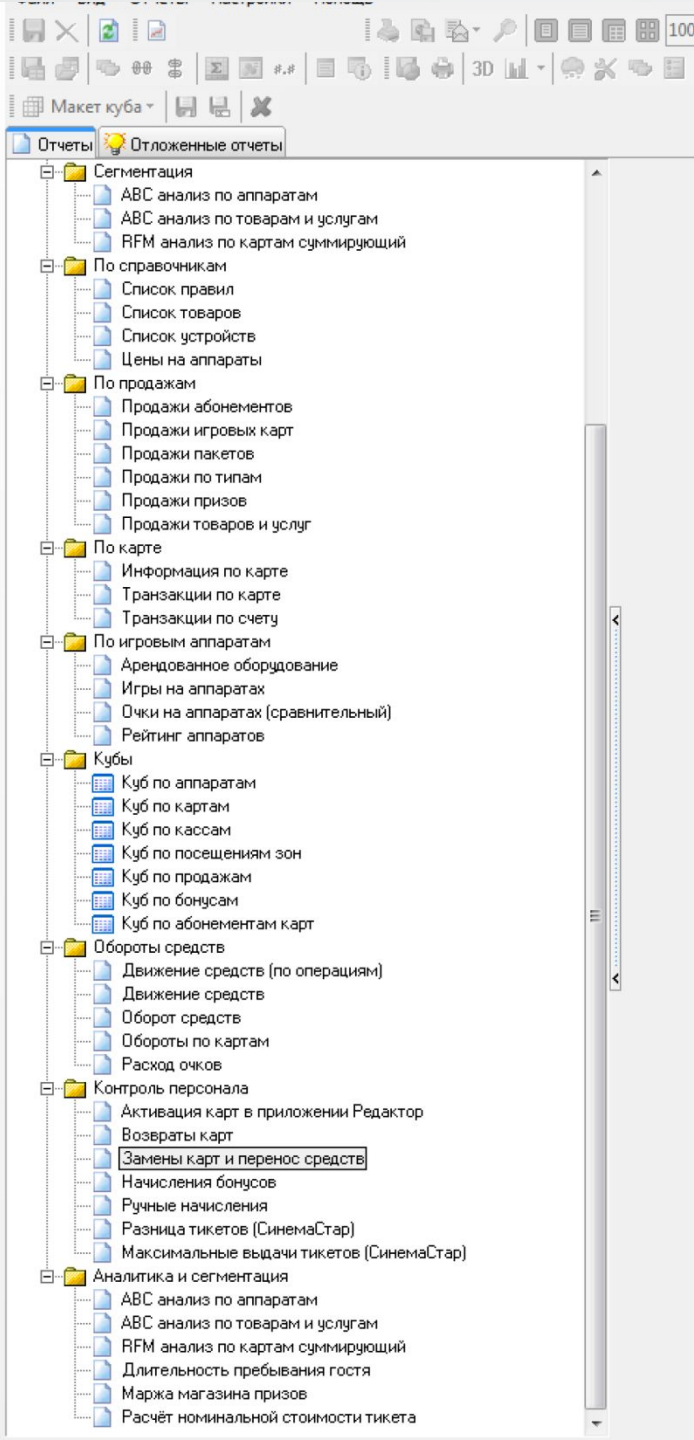 100
#.#
3D
Макет куба
Отчеты
Отложенные отчеты
Сегментация
ABC анализ по аппаратам
ABC анализ по товарам и услугам
RFM анализ по картам суммирующий
По справочникам
Список правил
Список товаров
Список устройств
Цены на аппараты
По продажам
Продажи абонементов
Продажи игровых карт
Продажи пакетов
Продажи по типам
Продажи призов
Продажи товаров и услуг
По карте
Информация по карте
Транзакции по карте
Транзакции по счету
По игровым аппаратам
Арендованное оборудование
Игры на аппаратах
Очки на аппаратах (сравнительный)
Рейтинг аппаратов
Кубы
Куб по аппаратам
Куб по картам
Куб по кассам
Куб по посещениям зон
Куб по продажам
Куб по бонусам
Куб по абонементам карт
Обороты средств
Движение средств (по операциям)
Движение средств
Оборот средств
Обороты по картам
Расход очков
Контроль персонала
Активация карт в приложении Редактор
Возвраты карт
Замены карт и перенос средств
Начисления бонусов
Ручные начисления
Разница тикетов (СинемаСтар)
Максимальные выдачи тикетов (СинемаСтар)
Аналитика и сегментация
ABC анализ по аппаратам
ABC анализ по товарам и услугам
RFM анализ по картам суммирующий
Длительность пребывания гостя
Маржа магазина призов
Расчёт номинальной стоимости тикета